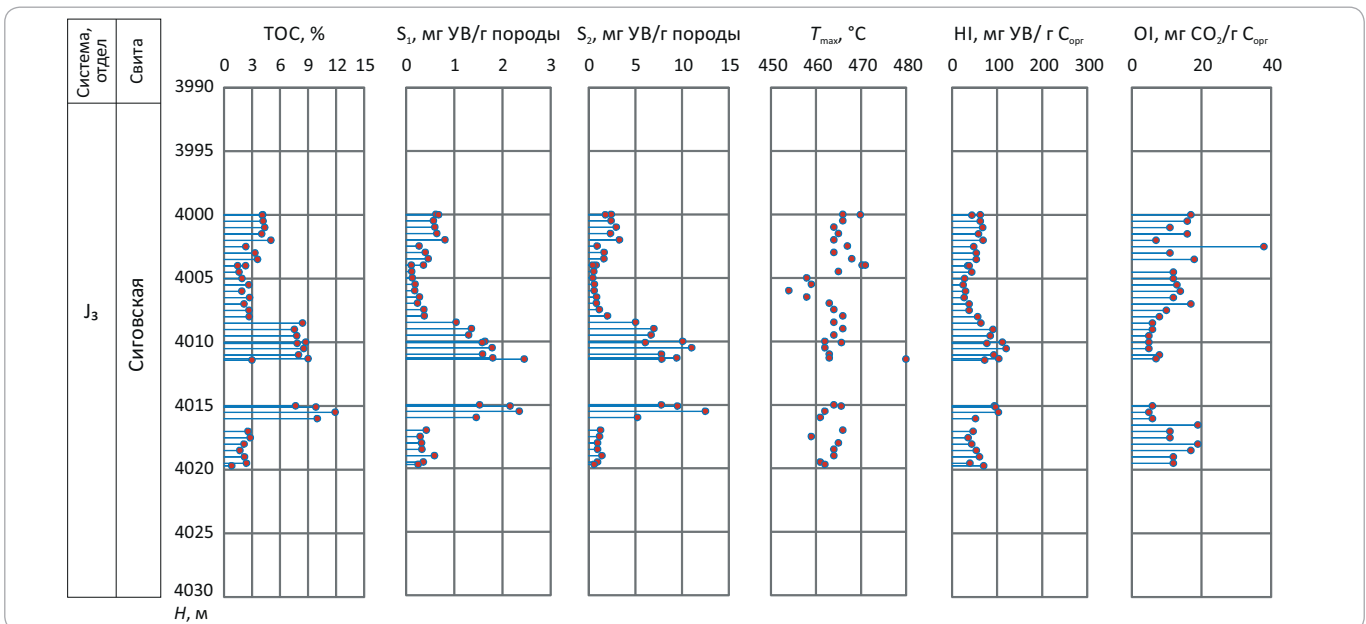 Система, отдел
Свита
TOC, %
S₁, мг УВ/г породы
S₂, мг УВ/г породы
Tmax, °C
HI, мг УВ/ г Cорг
OI, мг CO₂/г Cорг
0 3 6 9 12 15
0 1 2 3
0 5 10 15
450 460 470 480
0 100 200 300
0 20 40
3990
3995
4000
4005
4010
4015
4020
4025
4030
H, м
J₃
Сиговская